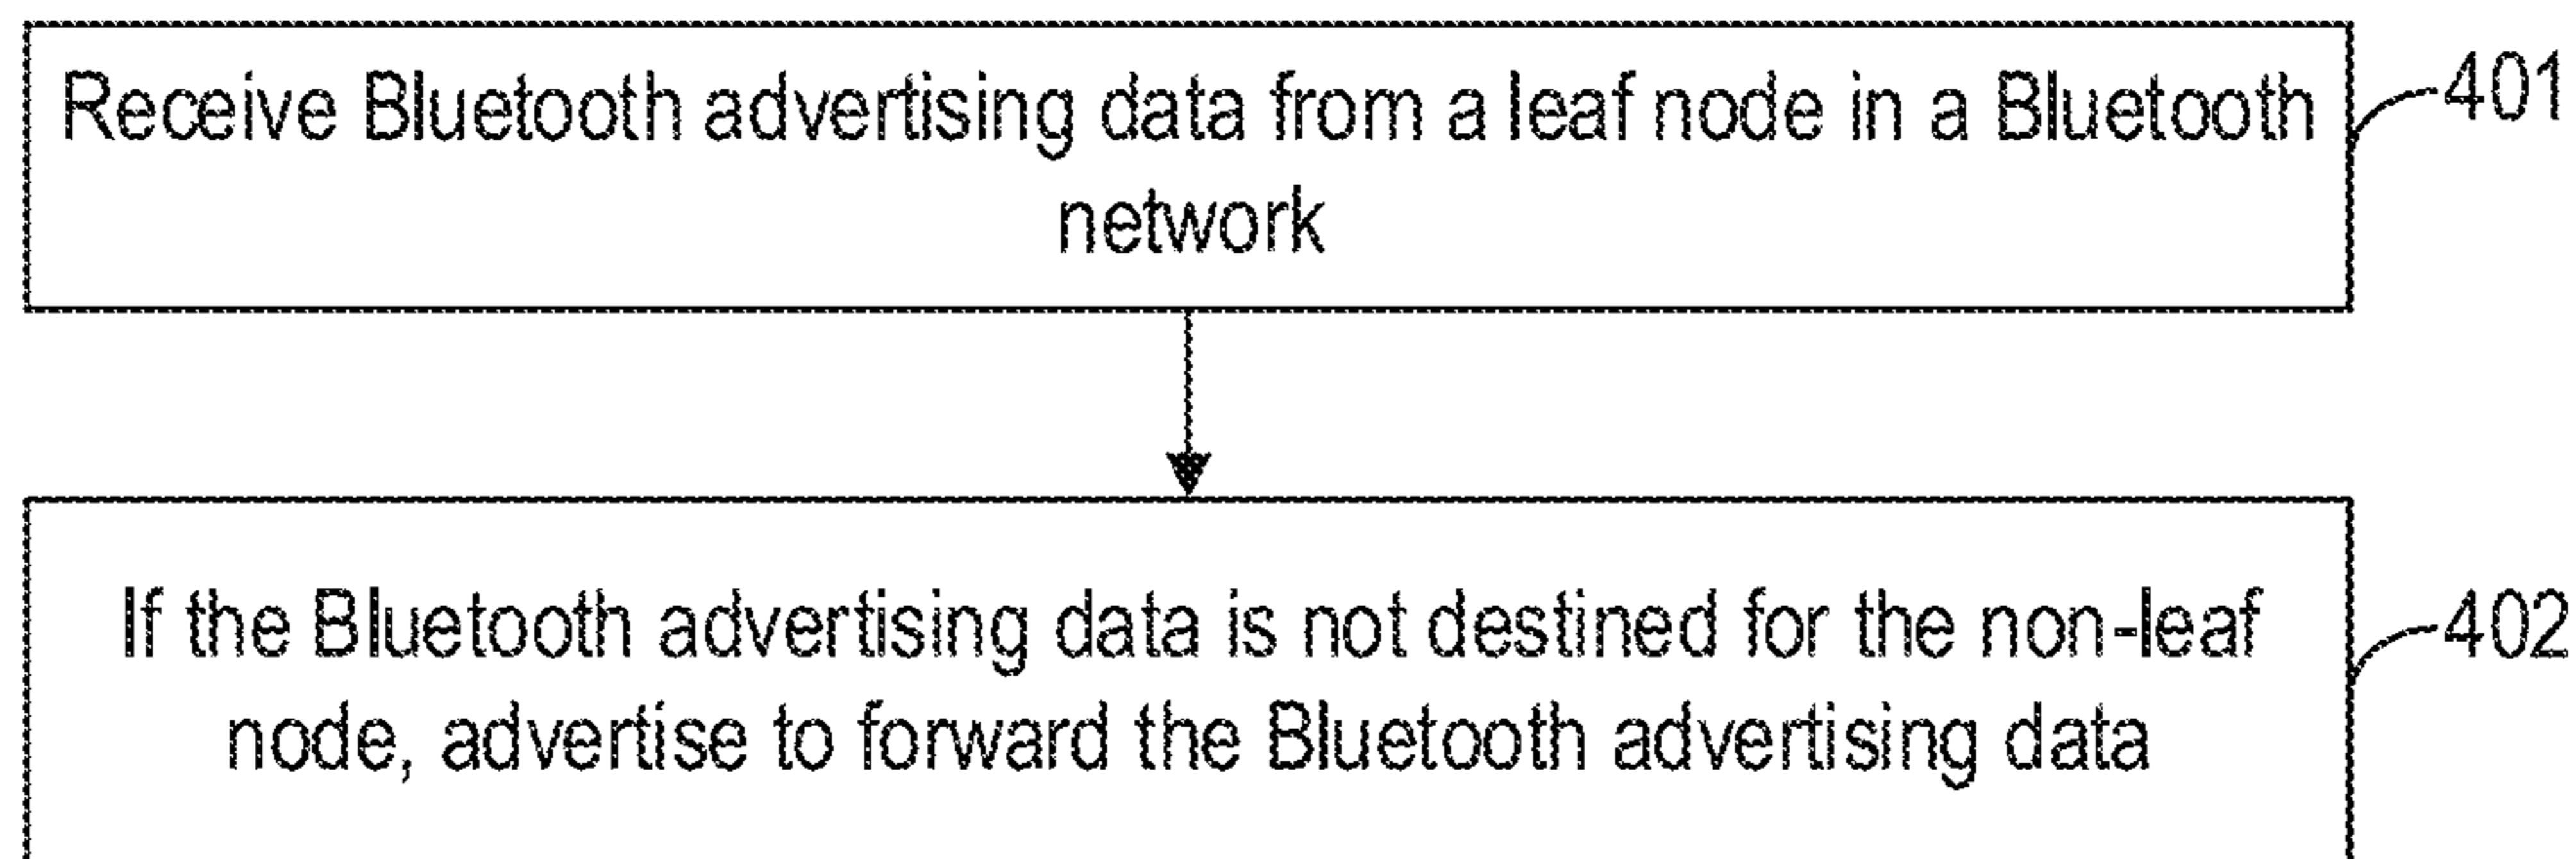 Receive Bluetooth advertising data from a leaf node in a Bluetooth
network
401
If the Bluetooth advertising data is not destined for the non-leaf
node, advertise to forward the Bluetooth advertising data
402